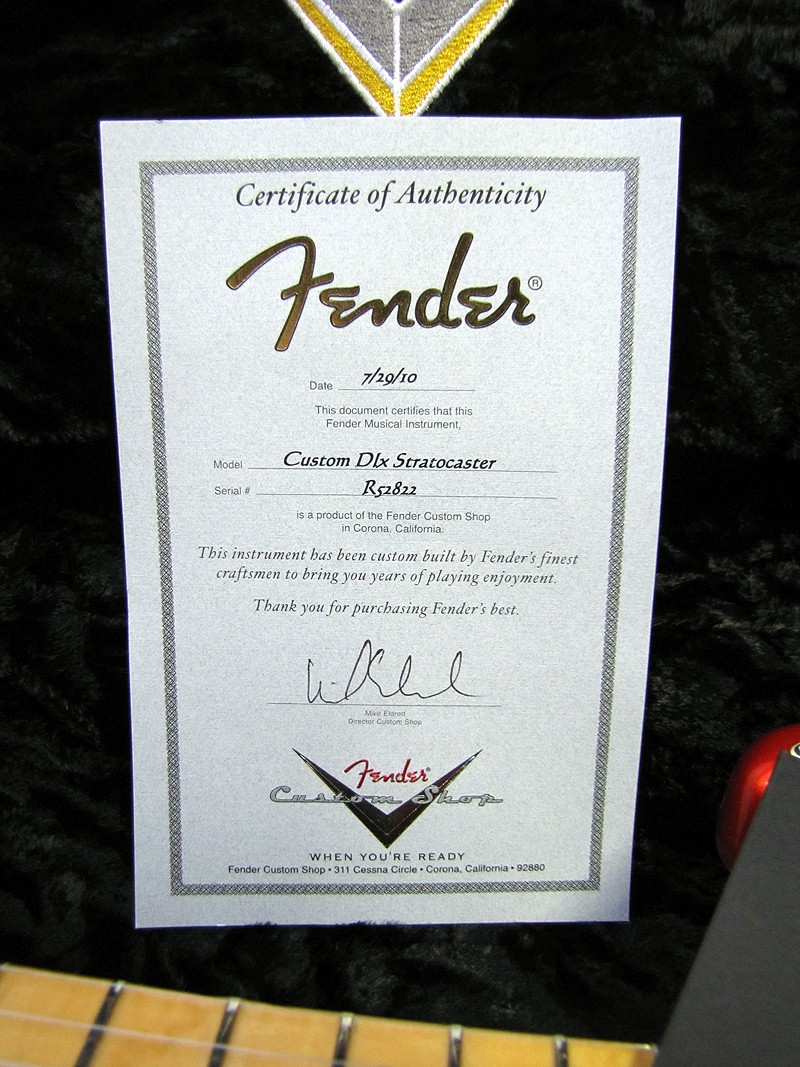 Certificate of Authenticity
Fender®
Date 7/29/10
This document certifies that this
Fender Musical Instrument,
Model Custom Dlx Stratocaster
Serial # R52822
is a product of the Fender Custom Shop
in Corona, California.
This instrument has been custom built by Fender's finest
craftsmen to bring you years of playing enjoyment.
Thank you for purchasing Fender's best.
Mike Eldred
Director Custom Shop
Fender®
Custom Shop
WHEN YOU'RE READY
Fender Custom Shop • 311 Cessna Circle • Corona, California • 92880